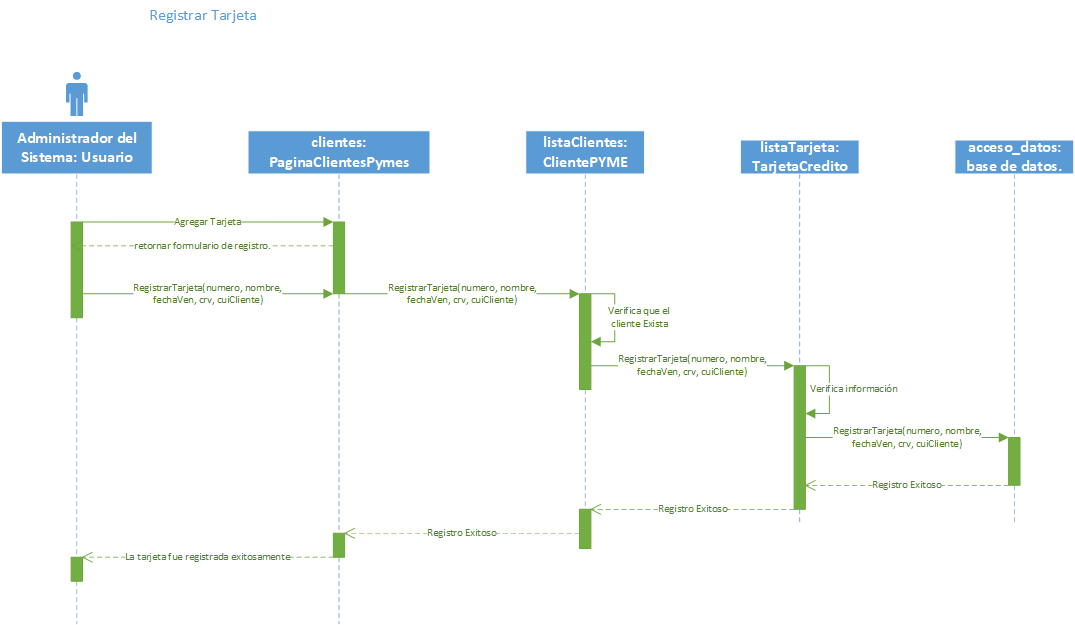 Registrar Tarjeta
Administrador del
Sistema: Usuario
clientes:
PaginaClientesPymes
listaClientes:
ClientePYME
listaTarjeta:
TarjetaCredito
acceso_datos:
base de datos.
Agregar Tarjeta
retornar formulario de registro.
RegistrarTarjeta(numero, nombre,
fechaVen, crv, cuiCliente)
RegistrarTarjeta(numero, nombre,
fechaVen, crv, cuiCliente)
Verifica que el
cliente Exista
RegistrarTarjeta(numero, nombre,
fechaVen, crv, cuiCliente)
Verifica información
RegistrarTarjeta(numero, nombre,
fechaVen, crv, cuiCliente)
Registro Exitoso
Registro Exitoso
Registro Exitoso
La tarjeta fue registrada exitosamente